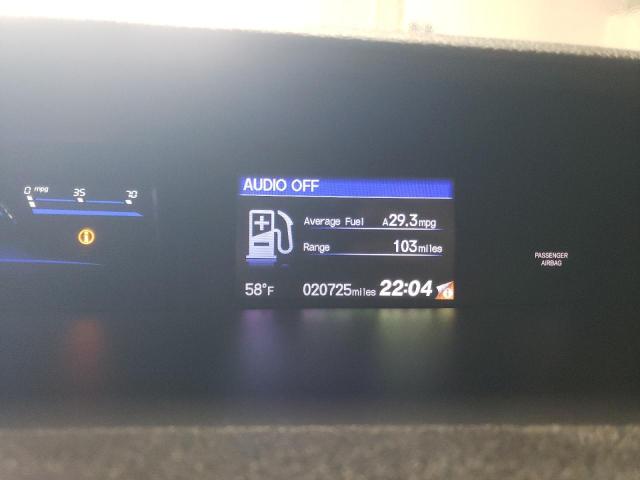 0 mpg 35 70
AUDIO OFF
Average Fuel A29.3mpg
Range 103miles
58°F 020725miles 22:04
PASSENGER
AIRBAG